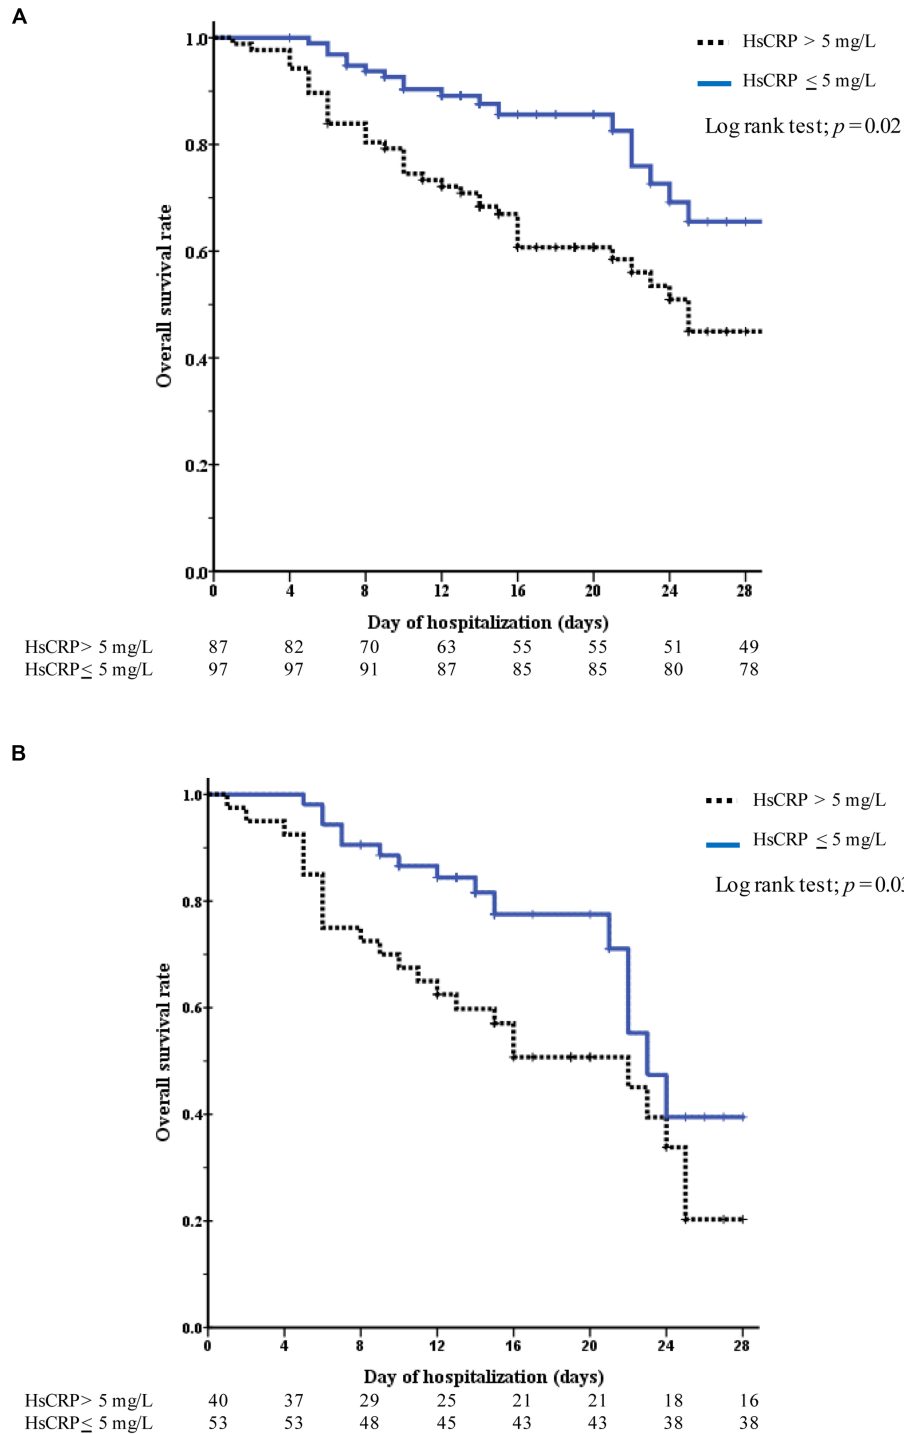 A
HsCRP > 5 mg/L
HsCRP ≤ 5 mg/L
Log rank test; p = 0.02
Overall survival rate
1.0
0.8
0.6
0.4
0.2
0.0
0 4 8 12 16 20 24 28
Day of hospitalization (days)
HsCRP> 5 mg/L 87 82 70 63 55 55 51 49
HsCRP≤ 5 mg/L 97 97 91 87 85 85 80 78
B
HsCRP > 5 mg/L
HsCRP ≤ 5 mg/L
Log rank test; p = 0.03
Overall survival rate
1.0
0.8
0.6
0.4
0.2
0.0
0 4 8 12 16 20 24 28
Day of hospitalization (days)
HsCRP> 5 mg/L 40 37 29 25 21 21 18 16
HsCRP≤ 5 mg/L 53 53 48 45 43 43 38 38